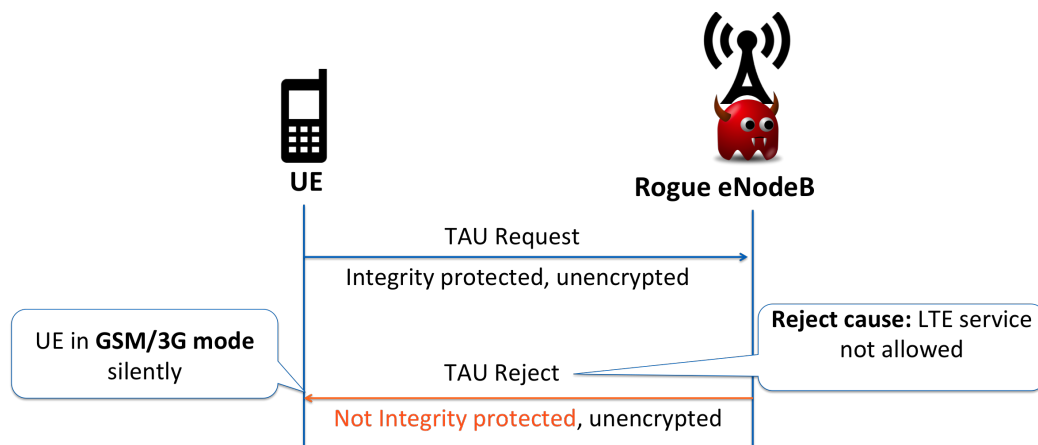 UE
Rogue eNodeB
TAU Request
Integrity protected, unencrypted
UE in GSM/3G mode
silently
Reject cause: LTE service
not allowed
TAU Reject
Not Integrity protected, unencrypted